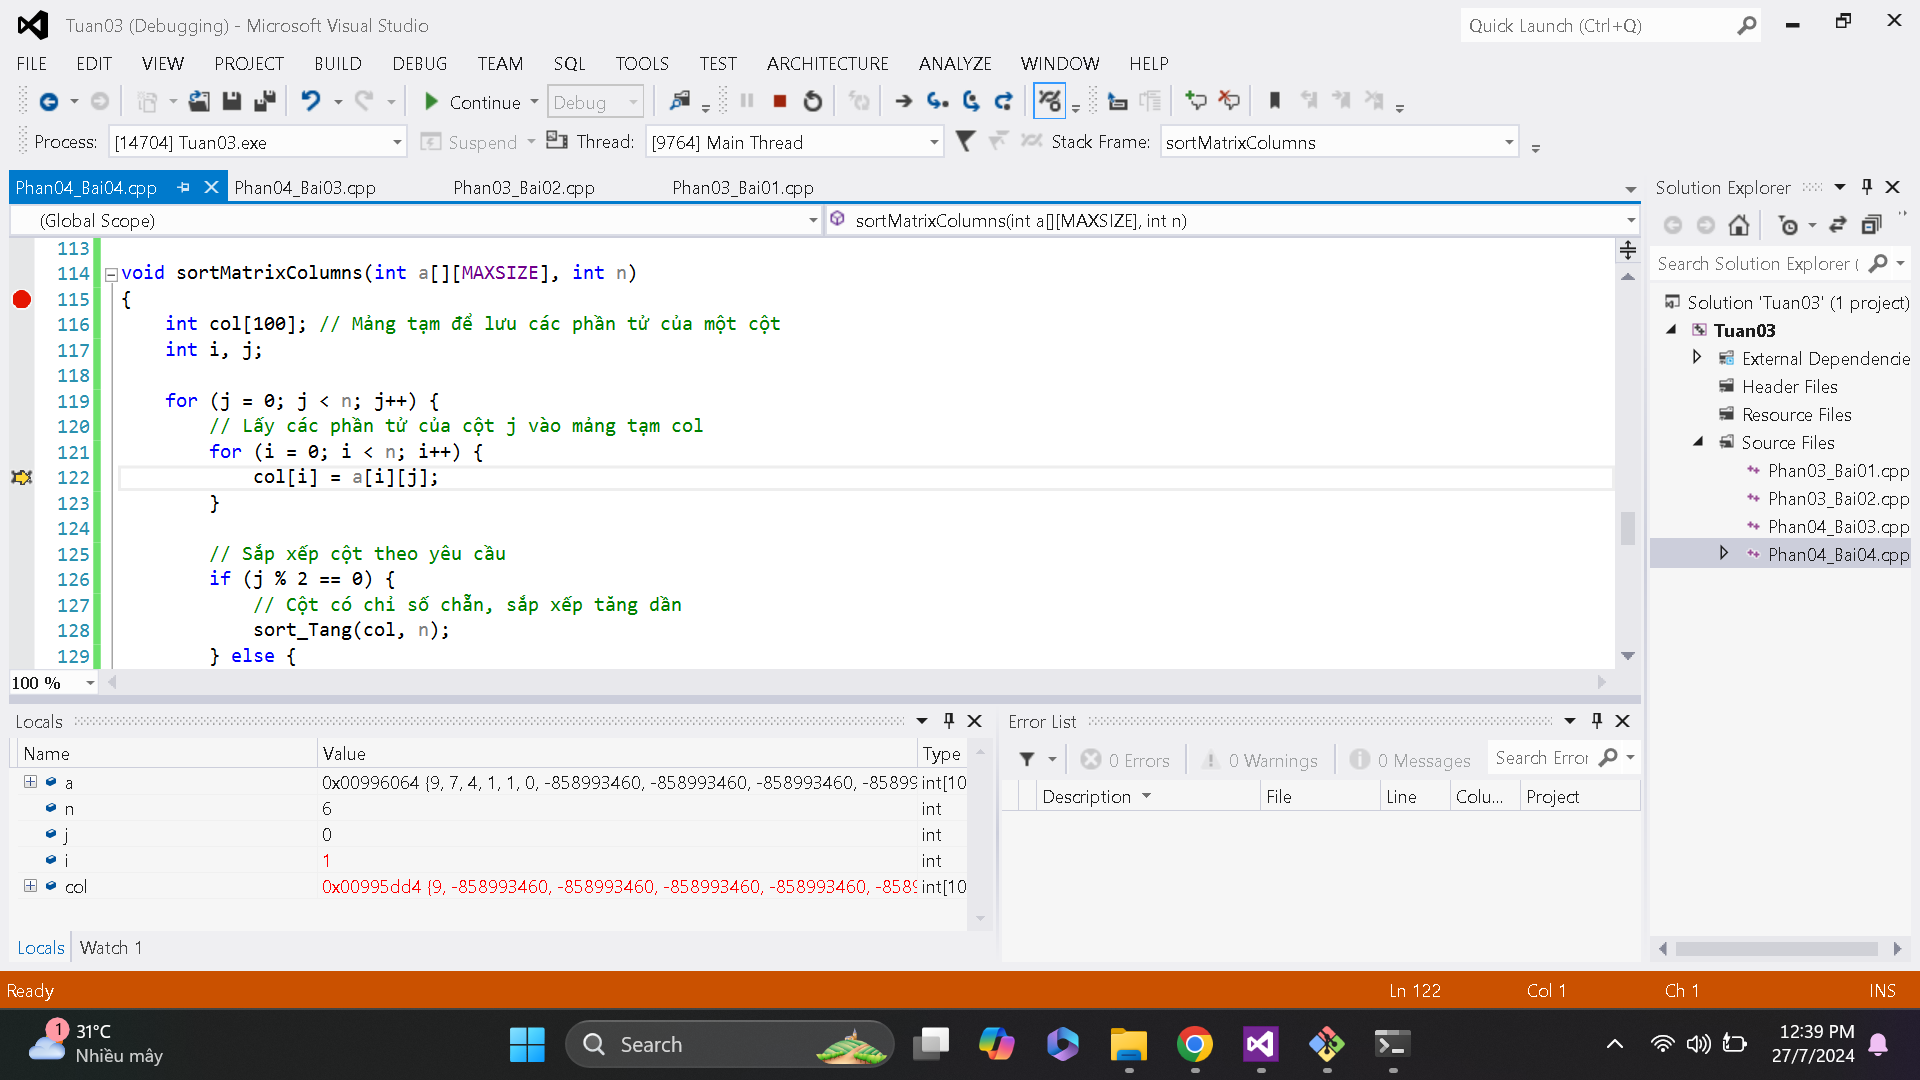 Tuan03 (Debugging) - Microsoft Visual Studio
Quick Launch (Ctrl+Q)
FILE EDIT VIEW PROJECT BUILD DEBUG TEAM SQL TOOLS TEST ARCHITECTURE ANALYZE WINDOW HELP
Continue Debug
Process: [14704] Tuan03.exe Suspend Thread: [9764] Main Thread Stack Frame: sortMatrixColumns
Phan04_Bai04.cpp Phan04_Bai03.cpp Phan03_Bai02.cpp Phan03_Bai01.cpp
(Global Scope) sortMatrixColumns(int a[][MAXSIZE], int n)
113
114 void sortMatrixColumns(int a[][MAXSIZE], int n)
115 {
116 int col[100]; // Mảng tạm để lưu các phần tử của một cột
117 int i, j;
118
119 for (j = 0; j < n; j++) {
120 // Lấy các phần tử của cột j vào mảng tạm col
121 for (i = 0; i < n; i++) {
122 col[i] = a[i][j];
123 }
124
125 // Sắp xếp cột theo yêu cầu
126 if (j % 2 == 0) {
127 // Cột có chỉ số chẵn, sắp xếp tăng dần
128 sort_Tang(col, n);
129 } else {
100 %
Solution Explorer
Search Solution Explorer (
Solution 'Tuan03' (1 project)
Tuan03
External Dependencie
Header Files
Resource Files
Source Files
Phan03_Bai01.cpp
Phan03_Bai02.cpp
Phan04_Bai03.cpp
Phan04_Bai04.cpp
Locals
Name Value Type
a 0x00996064 {9, 7, 4, 1, 1, 0, -858993460, -858993460, -858993460, -85899 int[10
n 6 int
j 0 int
i 1 int
col 0x00995dd4 {9, -858993460, -858993460, -858993460, -858993460, -8589 int[10
Locals Watch 1
Error List
0 Errors 0 Warnings 0 Messages Search Error
Description File Line Colu... Project
Ready Ln 122 Col 1 Ch 1 INS
1
31°C
Nhiều mây
Search
12:39 PM
27/7/2024